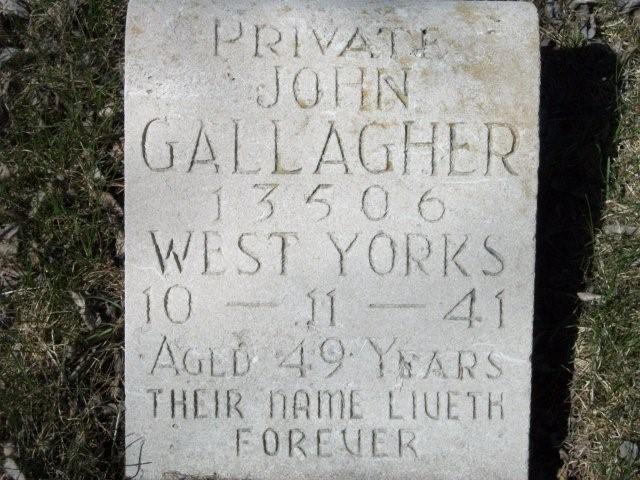 PRIVATE
JOHN
GALLAGHER
13506
WEST YORKS
10 — 11 — 41
AGED 49 YEARS
THEIR NAME LIVETH
FOREVER